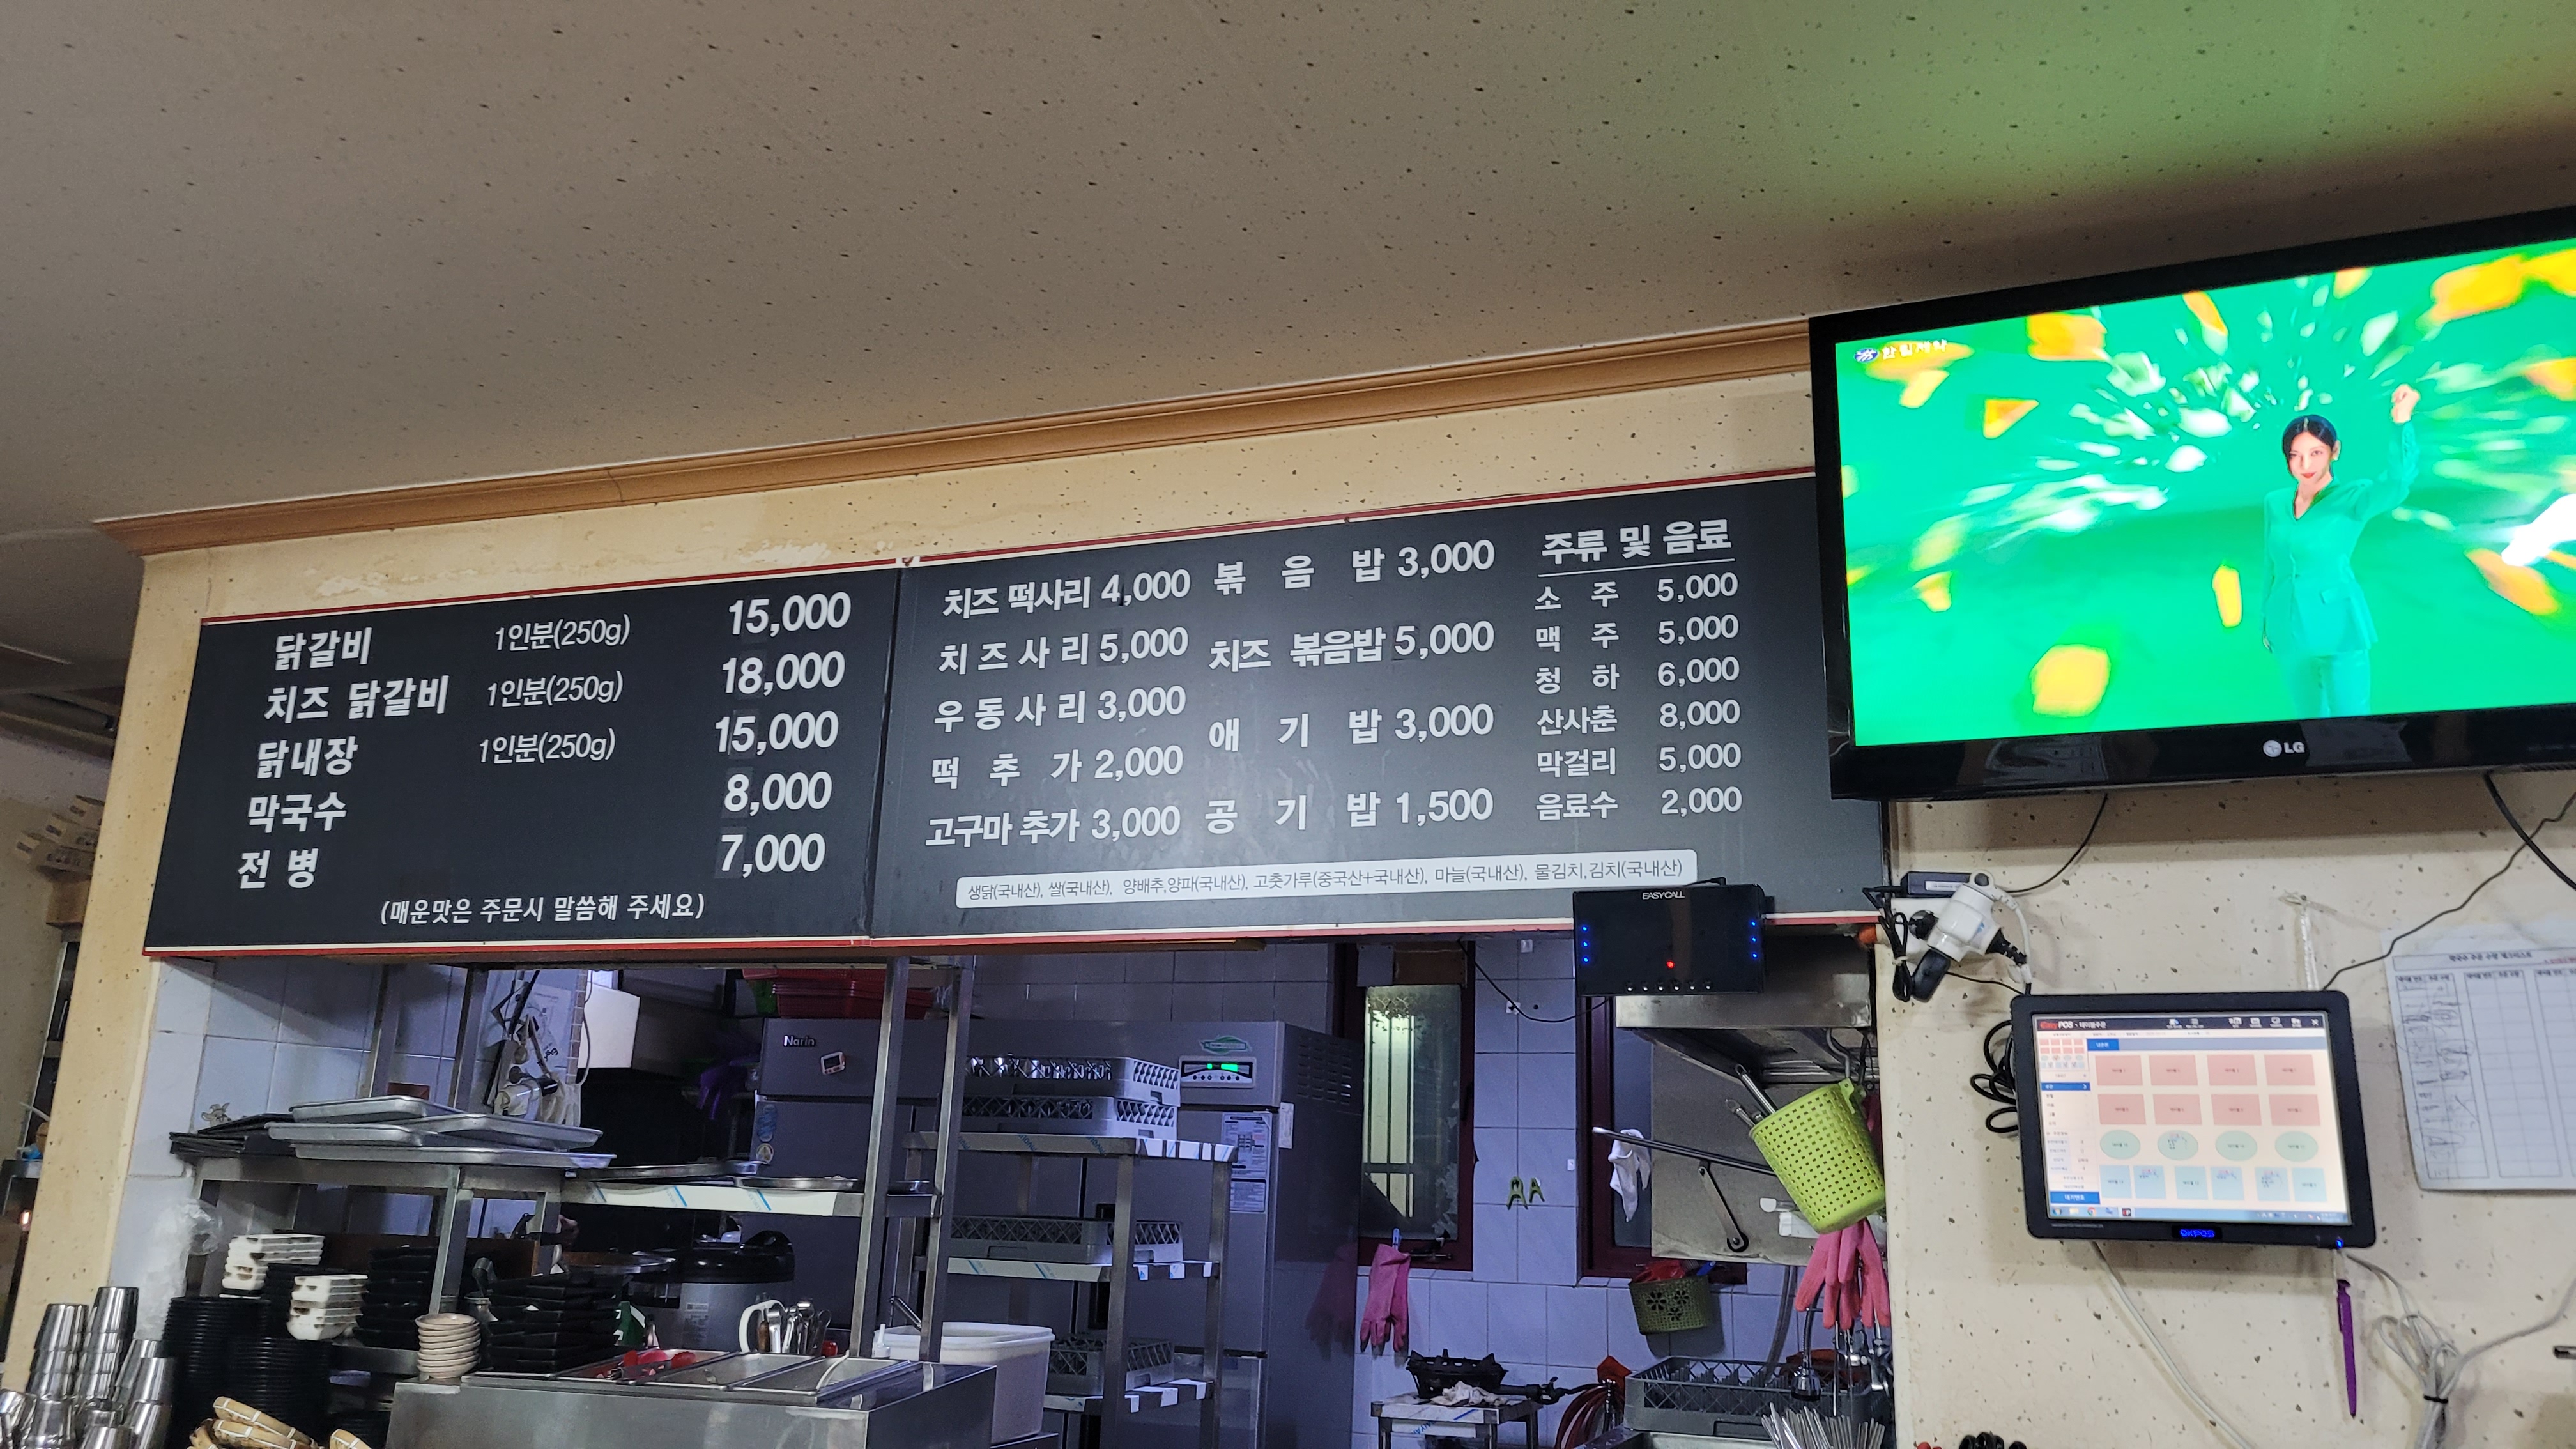 닭갈비 1인분(250g) 15,000
치즈 닭갈비 1인분(250g) 18,000
닭내장 1인분(250g) 15,000
막국수 8,000
전 병 7,000
(매운맛은 주문시 말씀해 주세요)
치즈 떡사리 4,000
치 즈 사 리 5,000
우 동 사 리 3,000
떡 추 가 2,000
고구마 추가 3,000
볶 음 밥 3,000
치즈 볶음밥 5,000
애 기 밥 3,000
공 기 밥 1,500
주류 및 음료
소 주 5,000
맥 주 5,000
청 하 6,000
산사춘 8,000
막걸리 5,000
음료수 2,000
생닭(국내산), 쌀(국내산), 양배추,양파(국내산), 고춧가루(중국산+국내산), 마늘(국내산), 물김치,김치(국내산)
EASYCALL
한림제약
LG
Narin
EasyPOS
OKPOS